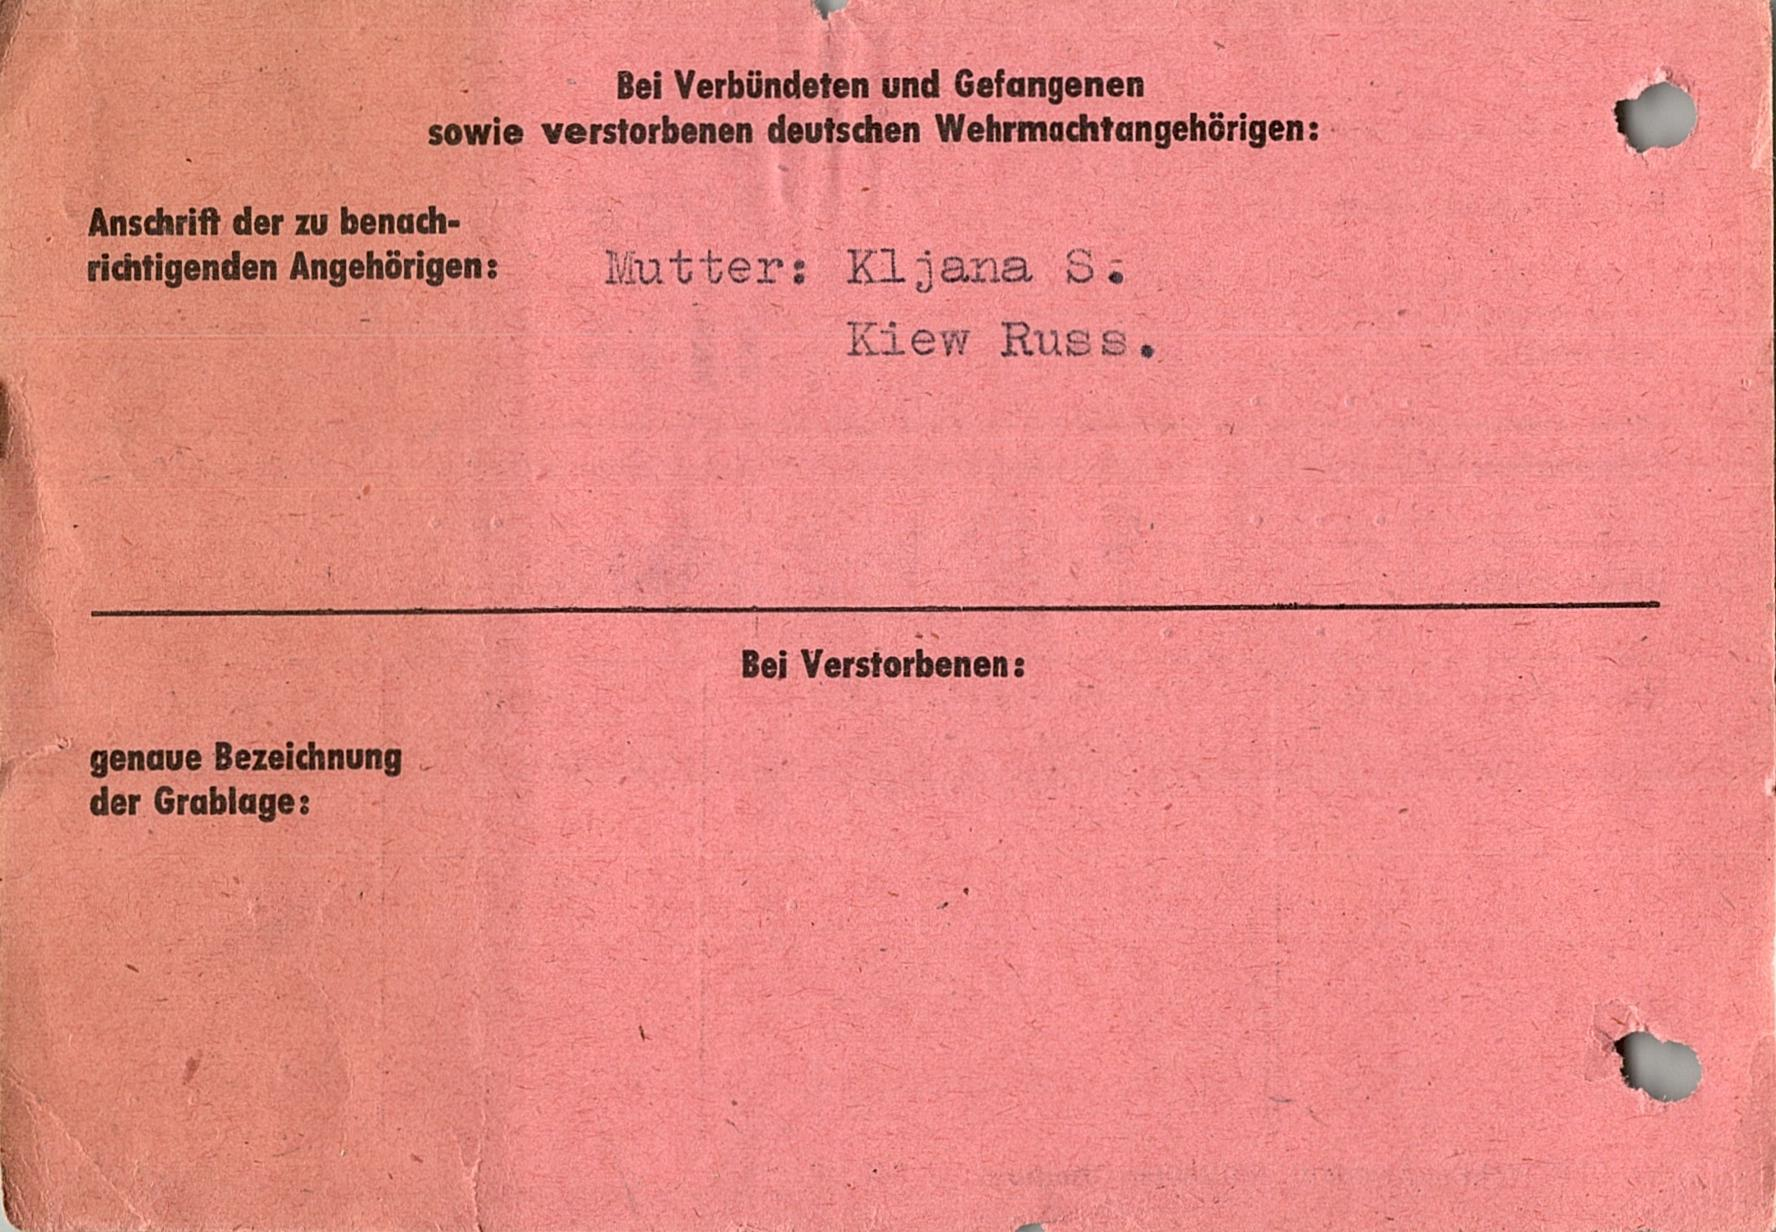 Bei Verbündeten und Gefangenen
sowie verstorbenen deutschen Wehrmachtangehörigen:
Anschrift der zu benach-
richtigenden Angehörigen:
Mutter: Kljana S.
Kiew Russ.
Bei Verstorbenen:
genaue Bezeichnung
der Grablage: